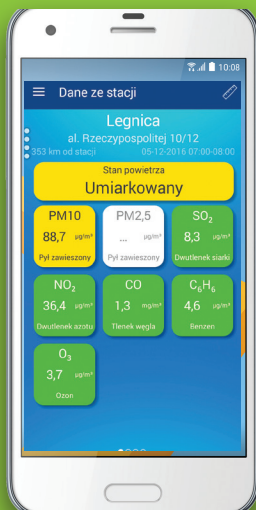 10:08
Dane ze stacji
Legnica
al. Rzeczypospolitej 10/12
353 km od stacji 05-12-2016 07:00-08:00
Stan powietrza
Umiarkowany
PM10 PM2,5 SO₂
88,7 µg/m³ ... µg/m³ 8,3 µg/m³
Pył zawieszony Pył zawieszony Dwutlenek siarki
NO₂ CO C₆H₆
36,4 µg/m³ 1,3 mg/m³ 4,6 µg/m³
Dwutlenek azotu Tlenek węgla Benzen
O₃
3,7 µg/m³
Ozon